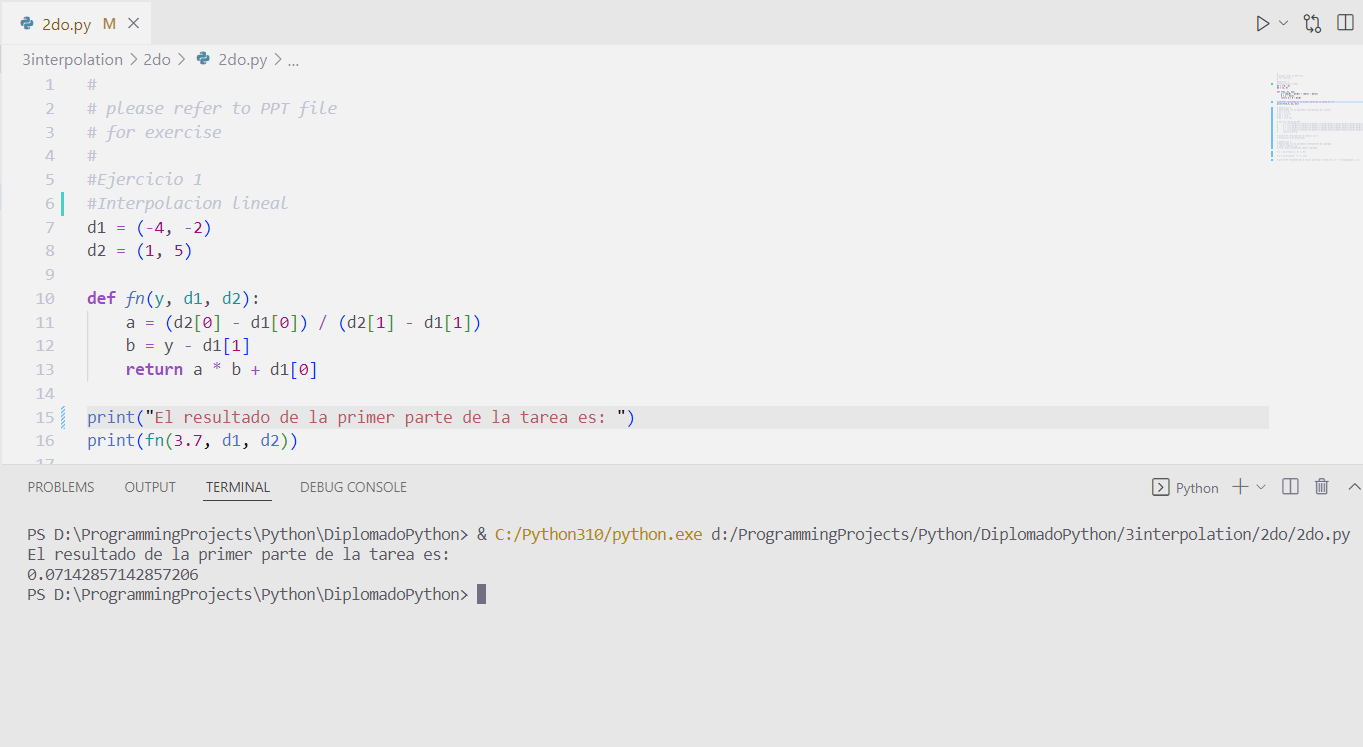 2do.py M
3interpolation > 2do > 2do.py > ...
1 #
2 # please refer to PPT file
3 # for exercise
4 #
5 #Ejercicio 1
6 #Interpolacion lineal
7 d1 = (-4, -2)
8 d2 = (1, 5)
9
10 def fn(y, d1, d2):
11     a = (d2[0] - d1[0]) / (d2[1] - d1[1])
12     b = y - d1[1]
13     return a * b + d1[0]
14
15 print("El resultado de la primer parte de la tarea es: ")
16 print(fn(3.7, d1, d2))
17
PROBLEMS OUTPUT TERMINAL DEBUG CONSOLE Python
PS D:\ProgrammingProjects\Python\DiplomadoPython> & C:/Python310/python.exe d:/ProgrammingProjects/Python/DiplomadoPython/3interpolation/2do/2do.py
El resultado de la primer parte de la tarea es:
0.07142857142857206
PS D:\ProgrammingProjects\Python\DiplomadoPython>